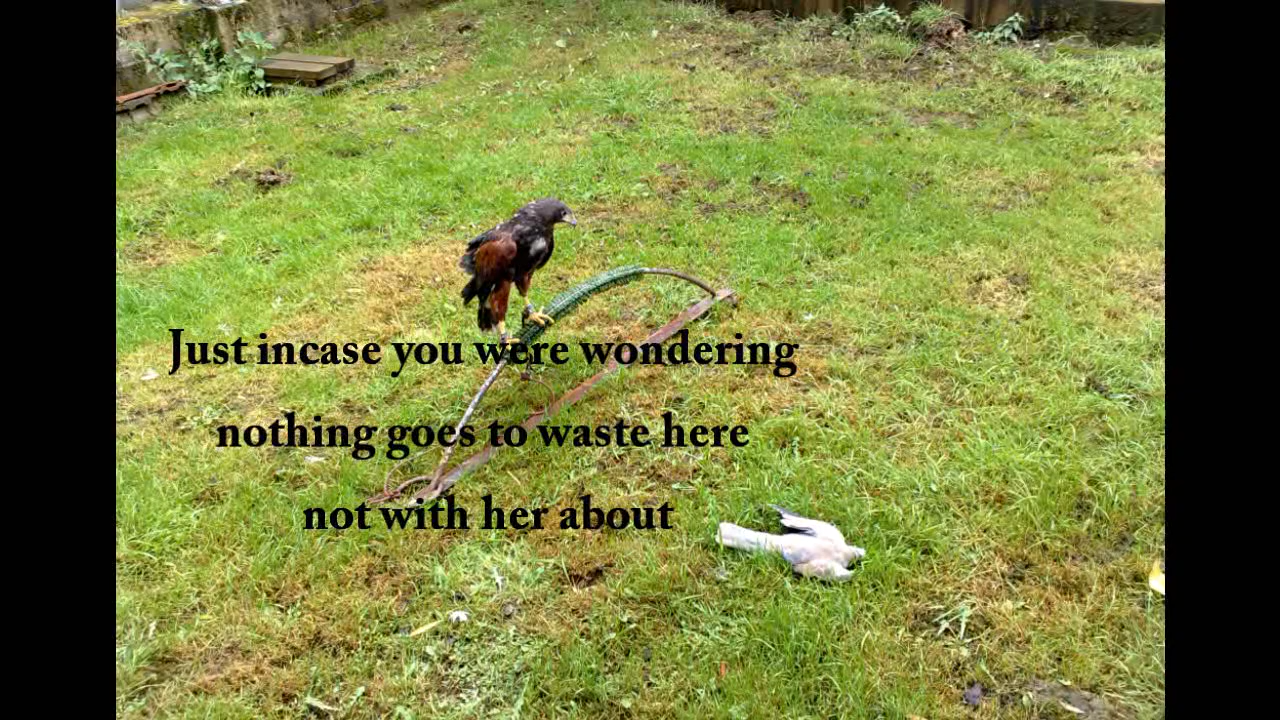 Just incase you were wondering
nothing goes to waste here
not with her about